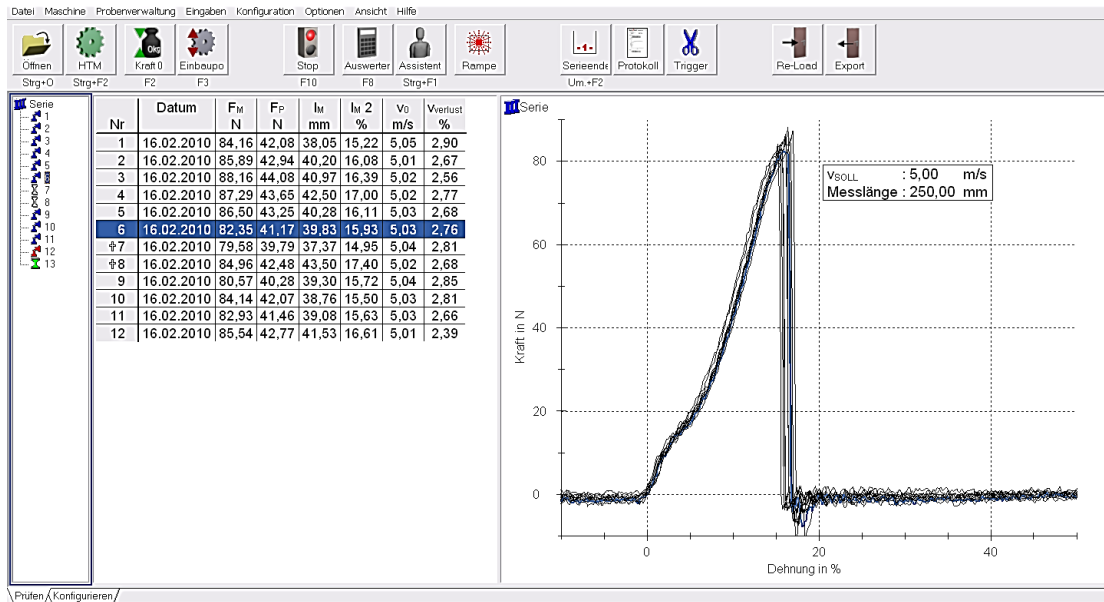 Datei Maschine Probenverwaltung Eingaben Konfiguration Optionen Ansicht Hilfe
Öffnen HTM Kraft 0 Einbaupo Stop Auswerter Assistent Rampe Serieende Protokoll Trigger Re-Load Export
Strg+O Strg+F2 F2 F3 F10 F8 Strg+F1 Um.+F2
0kg
-1-
Serie
1
2
3
4
5
6
7
8
9
10
11
12
13
Datum FM FP lM lM 2 v0 vverlust
Nr N N mm % m/s %
1 16.02.2010 84,16 42,08 38,05 15,22 5,05 2,90
2 16.02.2010 85,89 42,94 40,20 16,08 5,01 2,67
3 16.02.2010 88,16 44,08 40,97 16,39 5,02 2,56
4 16.02.2010 87,29 43,65 42,50 17,00 5,02 2,77
5 16.02.2010 86,50 43,25 40,28 16,11 5,03 2,68
6 16.02.2010 82,35 41,17 39,83 15,93 5,03 2,76
✝7 16.02.2010 79,58 39,79 37,37 14,95 5,04 2,81
✝8 16.02.2010 84,96 42,48 43,50 17,40 5,02 2,68
9 16.02.2010 80,57 40,28 39,30 15,72 5,04 2,85
10 16.02.2010 84,14 42,07 38,76 15,50 5,03 2,81
11 16.02.2010 82,93 41,46 39,08 15,63 5,03 2,66
12 16.02.2010 85,54 42,77 41,53 16,61 5,01 2,39
Serie
vSOLL : 5,00 m/s
Messlänge : 250,00 mm
80
60
40
20
0
Kraft in N
0 20 40
Dehnung in %
Prüfen Konfigurieren